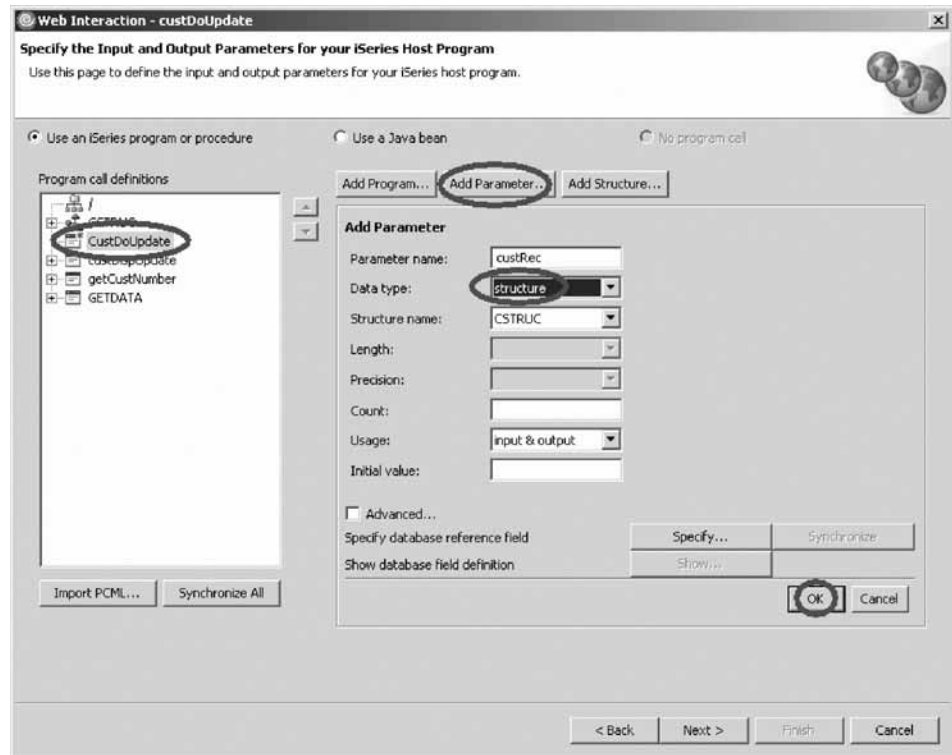 Web Interaction - custDoUpdate
Specify the Input and Output Parameters for your iSeries Host Program
Use this page to define the input and output parameters for your iSeries host program.
Use an iSeries program or procedure
Use a Java bean
No program call
Program call definitions
/
CustDoUpdate
getCustNumber
GETDATA
Import PCML...
Synchronize All
Add Program...
Add Parameter...
Add Structure...
Add Parameter
Parameter name: custRec
Data type: structure
Structure name: CSTRUC
Length:
Precision:
Count:
Usage: input & output
Initial value:
Advanced...
Specify database reference field Specify... Synchronize
Show database field definition Show...
OK Cancel
< Back Next > Finish Cancel